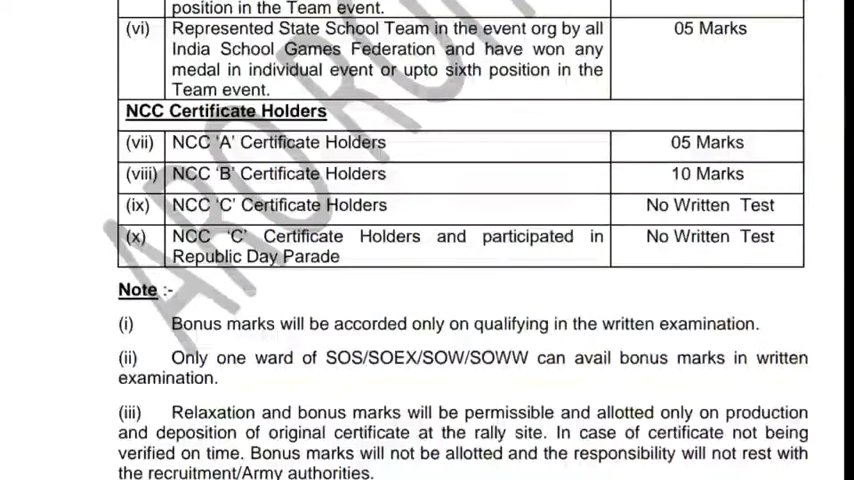 position in the Team event.
(vi) Represented State School Team in the event org by all 05 Marks
India School Games Federation and have won any
medal in individual event or upto sixth position in the
Team event.
NCC Certificate Holders
(vii) NCC ‘A’ Certificate Holders 05 Marks
(viii) NCC ‘B’ Certificate Holders 10 Marks
(ix) NCC ‘C’ Certificate Holders No Written Test
(x) NCC ‘C’ Certificate Holders and participated in No Written Test
Republic Day Parade
Note :-
(i) Bonus marks will be accorded only on qualifying in the written examination.
(ii) Only one ward of SOS/SOEX/SOW/SOWW can avail bonus marks in written
examination.
(iii) Relaxation and bonus marks will be permissible and allotted only on production
and deposition of original certificate at the rally site. In case of certificate not being
verified on time. Bonus marks will not be allotted and the responsibility will not rest with
the recruitment/Army authorities.
ARO